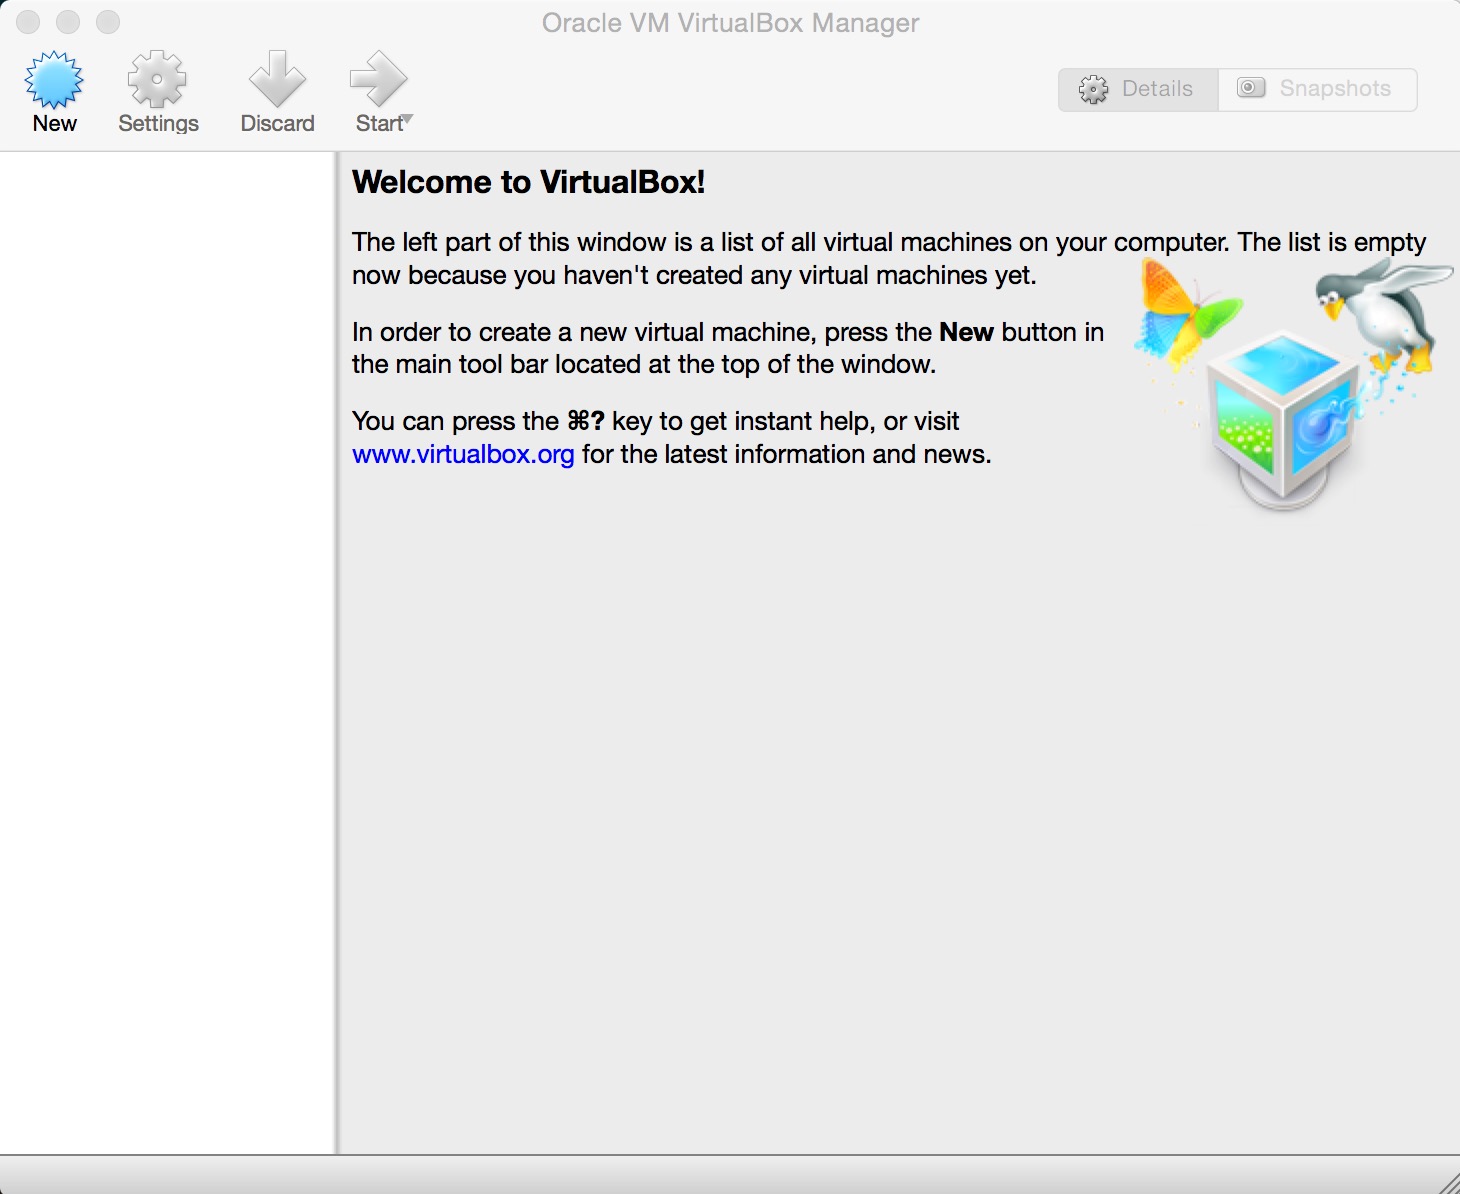 Oracle VM VirtualBox Manager
New
Settings
Discard
Start
Details
Snapshots
Welcome to VirtualBox!
The left part of this window is a list of all virtual machines on your computer. The list is empty
now because you haven't created any virtual machines yet.
In order to create a new virtual machine, press the New button in
the main tool bar located at the top of the window.
You can press the ⌘? key to get instant help, or visit
www.virtualbox.org for the latest information and news.